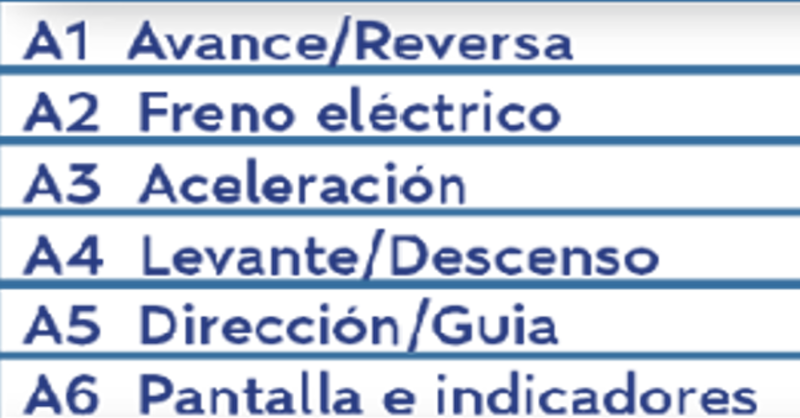 A1 Avance/Reversa
A2 Freno eléctrico
A3 Aceleración
A4 Levante/Descenso
A5 Dirección/Guia
A6 Pantalla e indicadores